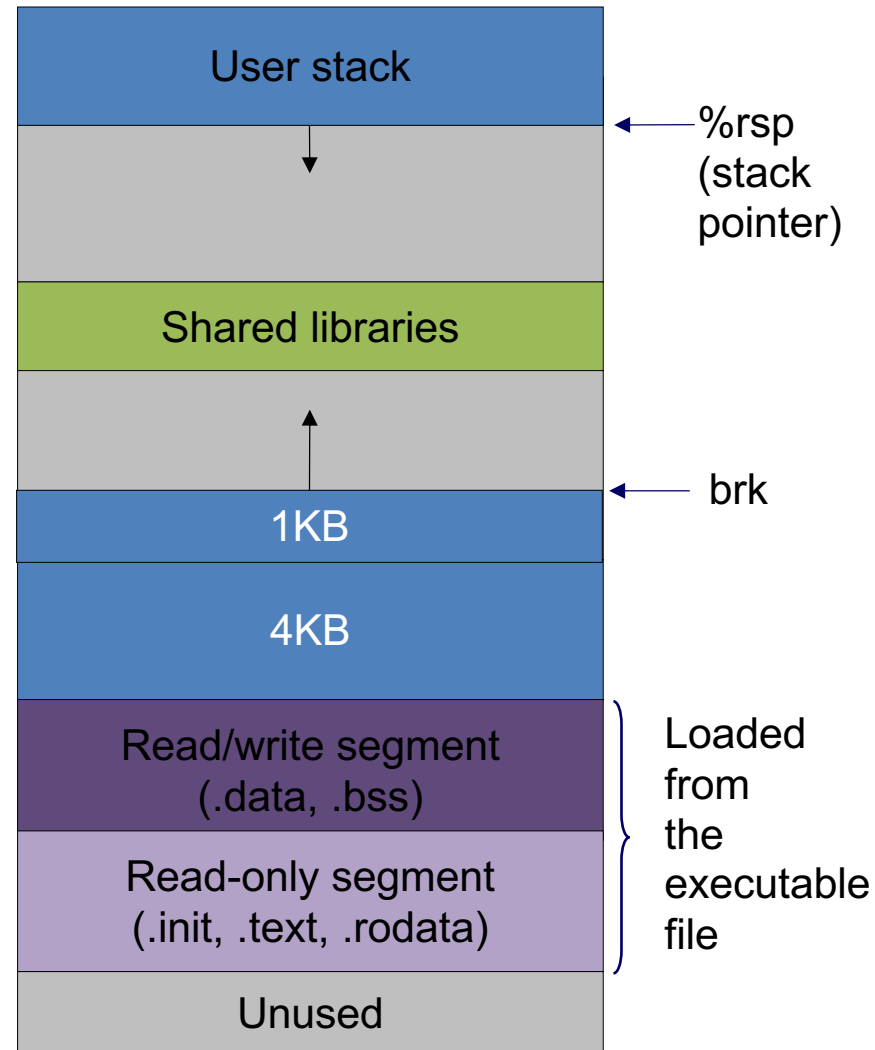 User stack
%rsp
(stack
pointer)
Shared libraries
brk
1KB
4KB
Read/write segment
(.data, .bss)
Read-only segment
(.init, .text, .rodata)
Loaded
from
the
executable
file
Unused